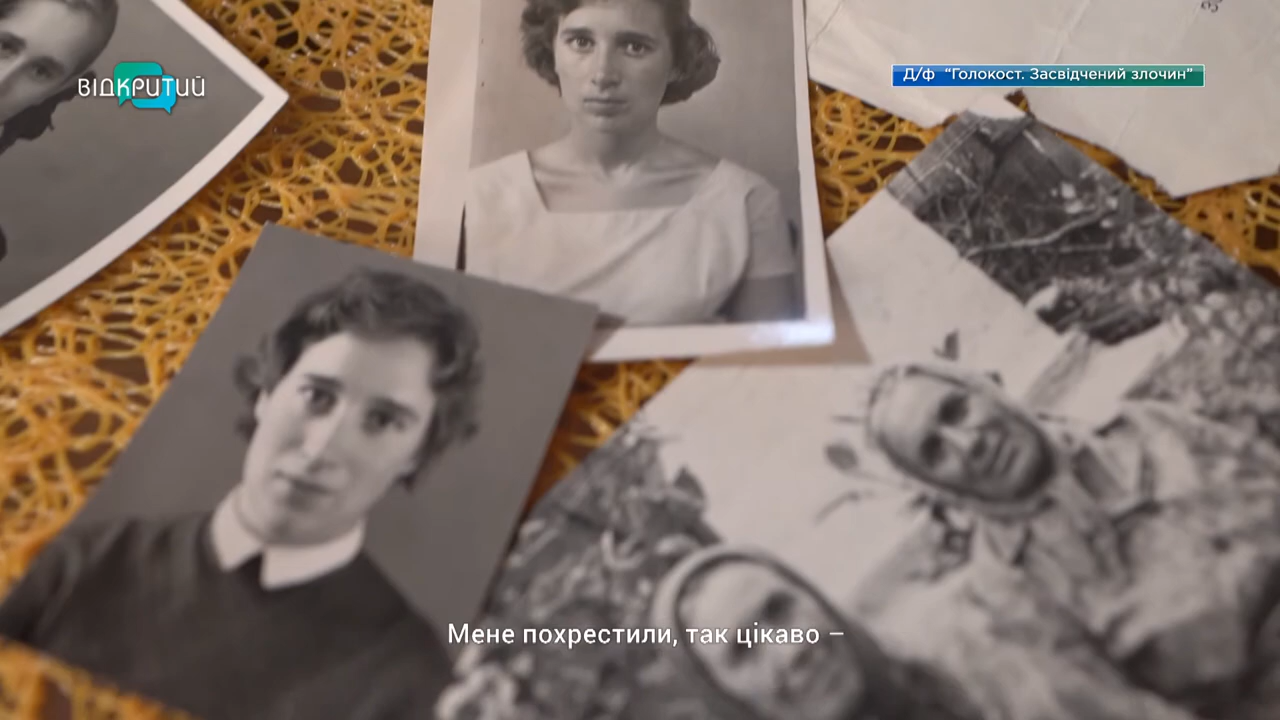 ВІДКРИТИЙ
Д/ф "Голокост. Засвідчений злочин"
Мене похрестили, так цікаво –